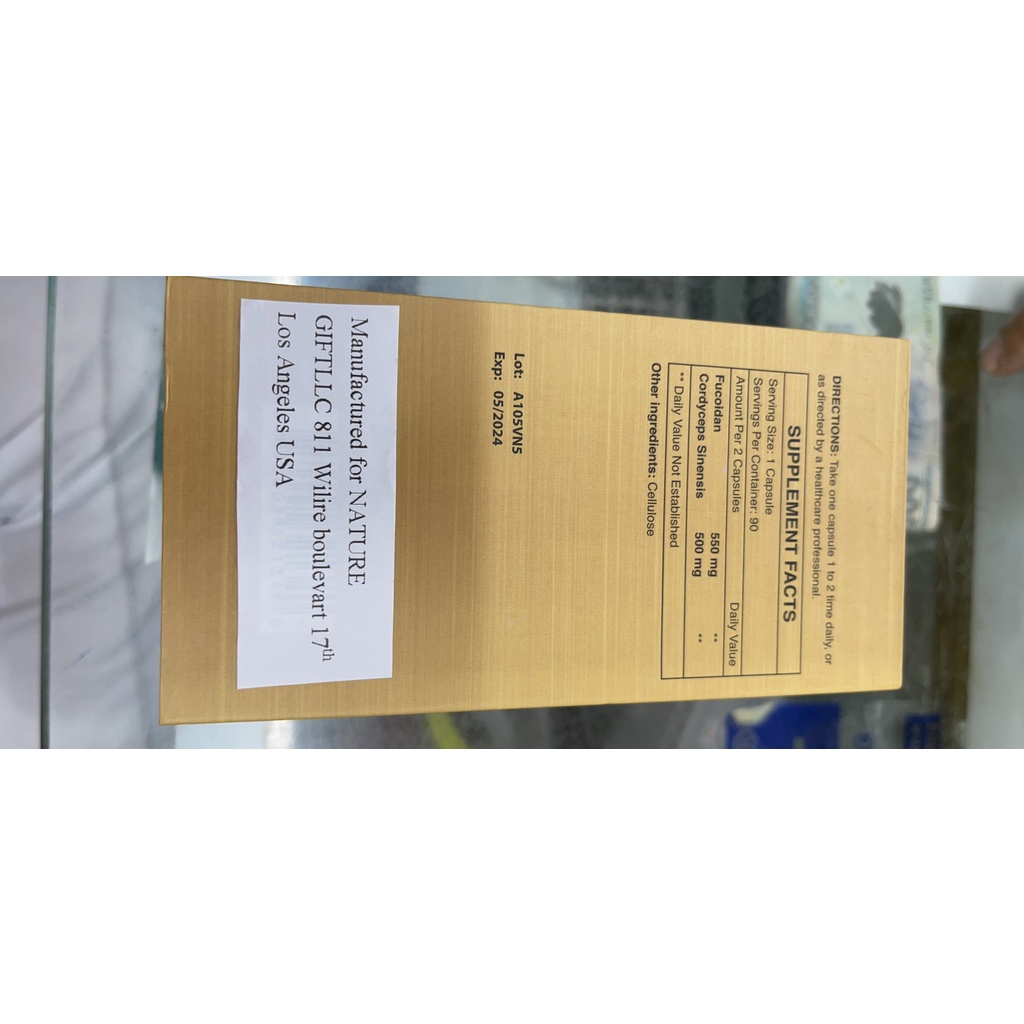 DIRECTIONS: Take one capsule 1 to 2 time daily, or
as directed by a healthcare professional.
SUPPLEMENT FACTS
Serving Size: 1 Capsule
Servings Per Container: 90
Amount Per 2 Capsules Daily Value
Fucoidan 550 mg **
Cordyceps Sinensis 500 mg **
** Daily Value Not Established
Other ingredients: Cellulose
Lot: A105VN5
Exp: 05/2024
Manufactured for NATURE
GIFTLLC 811 Wilire boulevart 17th
Los Angeles USA